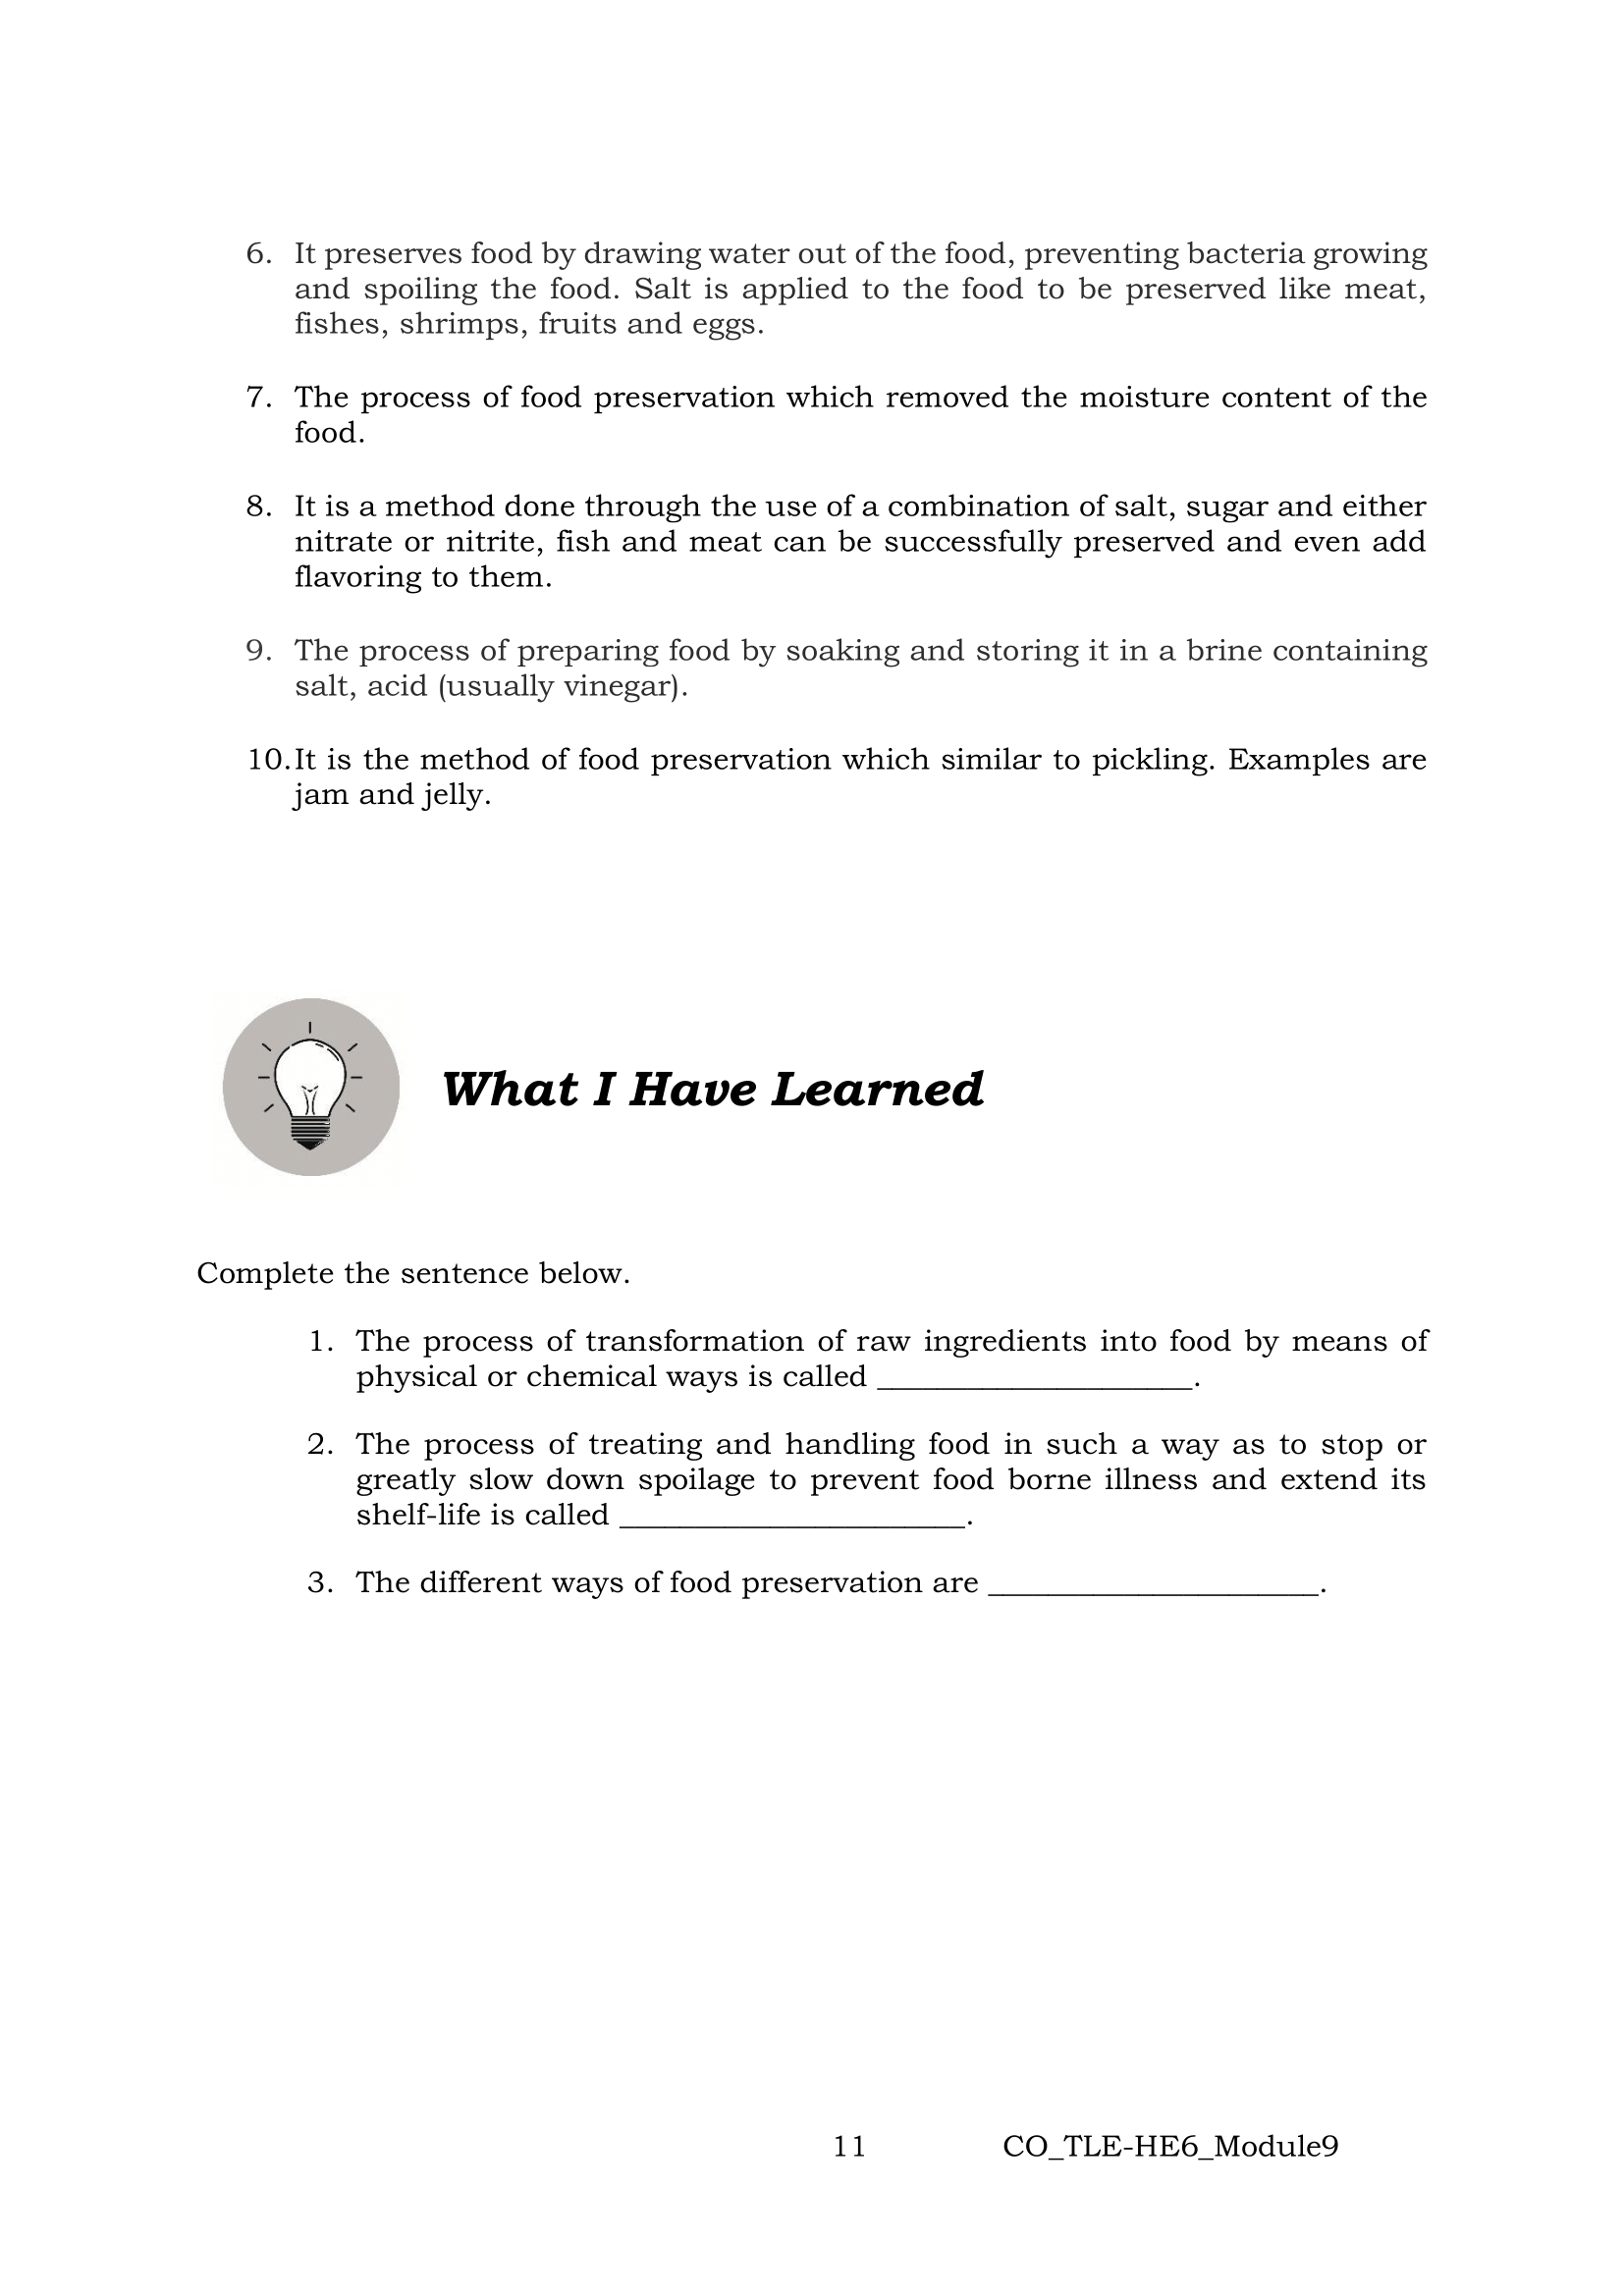 6. It preserves food by drawing water out of the food, preventing bacteria growing
and spoiling the food. Salt is applied to the food to be preserved like meat,
fishes, shrimps, fruits and eggs.
7. The process of food preservation which removed the moisture content of the
food.
8. It is a method done through the use of a combination of salt, sugar and either
nitrate or nitrite, fish and meat can be successfully preserved and even add
flavoring to them.
9. The process of preparing food by soaking and storing it in a brine containing
salt, acid (usually vinegar).
10. It is the method of food preservation which similar to pickling. Examples are
jam and jelly.
What I Have Learned
Complete the sentence below.
1. The process of transformation of raw ingredients into food by means of
physical or chemical ways is called _____________________.
2. The process of treating and handling food in such a way as to stop or
greatly slow down spoilage to prevent food borne illness and extend its
shelf-life is called _______________________.
3. The different ways of food preservation are ______________________.
11 CO_TLE-HE6_Module9